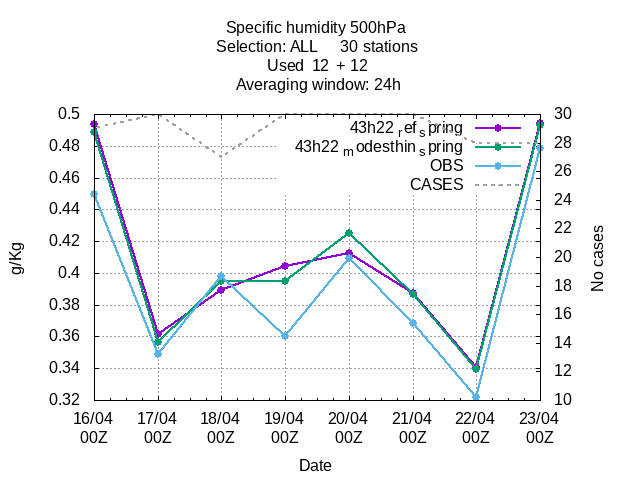 Specific humidity 500hPa
Selection: ALL 30 stations
Used 12 + 12
Averaging window: 24h
43h22 refspring
43h22 modesthinspring
OBS
CASES
0.5
0.48
0.46
0.44
0.42
0.4
0.38
0.36
0.34
0.32
g/Kg
30
28
26
24
22
20
18
16
14
12
10
No cases
16/04 17/04 18/04 19/04 20/04 21/04 22/04 23/04
00Z 00Z 00Z 00Z 00Z 00Z 00Z 00Z
Date